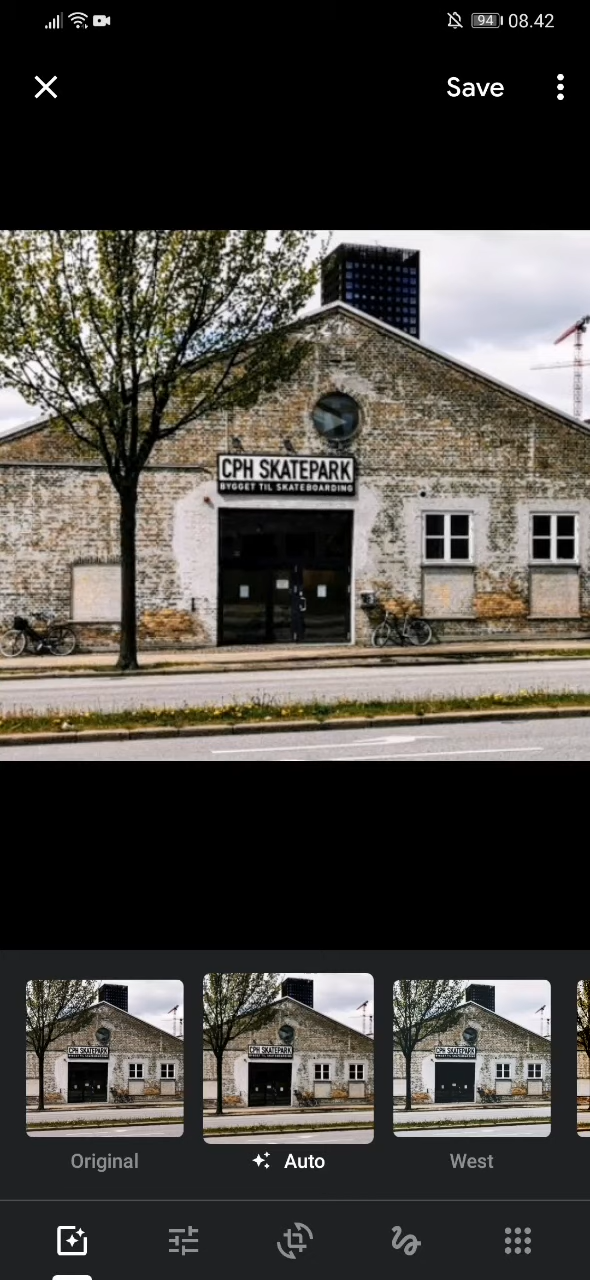 94 08.42
Save
CPH SKATEPARK
BYGGET TIL SKATEBOARDING
Original
Auto
West